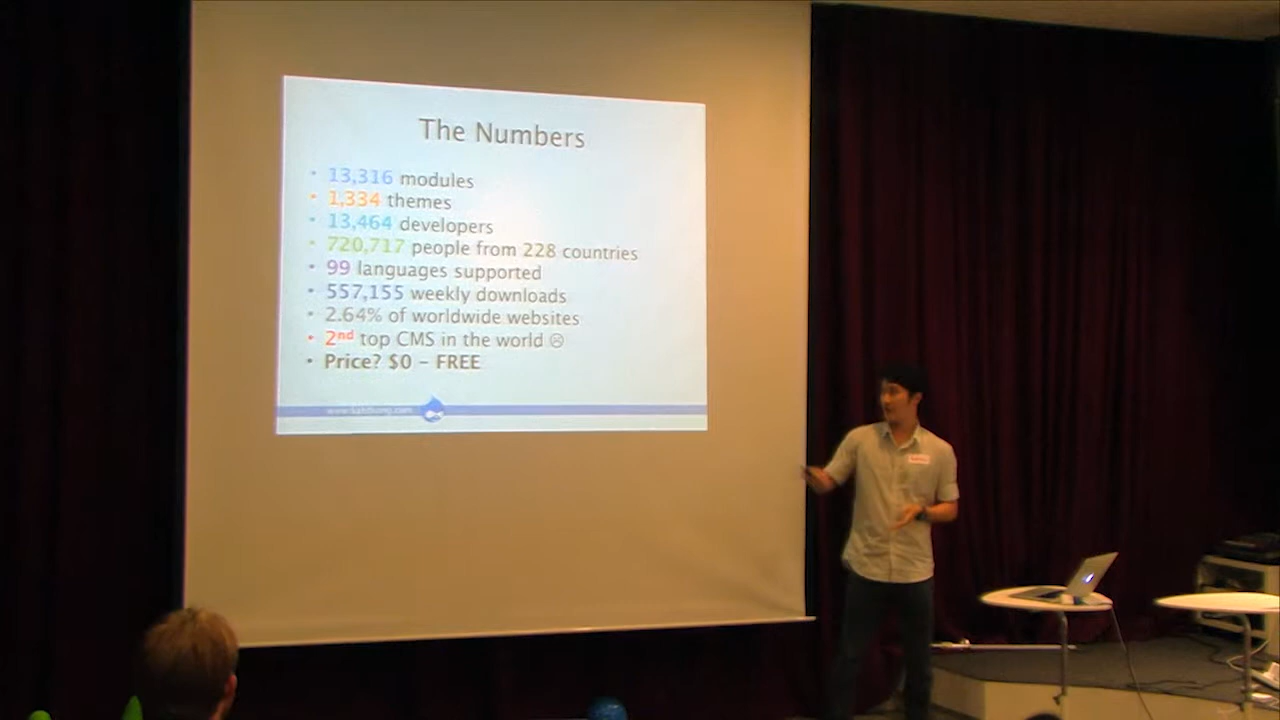 The Numbers
• 13,316 modules
• 1,334 themes
• 13,464 developers
• 720,717 people from 228 countries
• 99 languages supported
• 557,155 weekly downloads
• 2.64% of worldwide websites
• 2nd top CMS in the world ☹
• Price? $0 – FREE